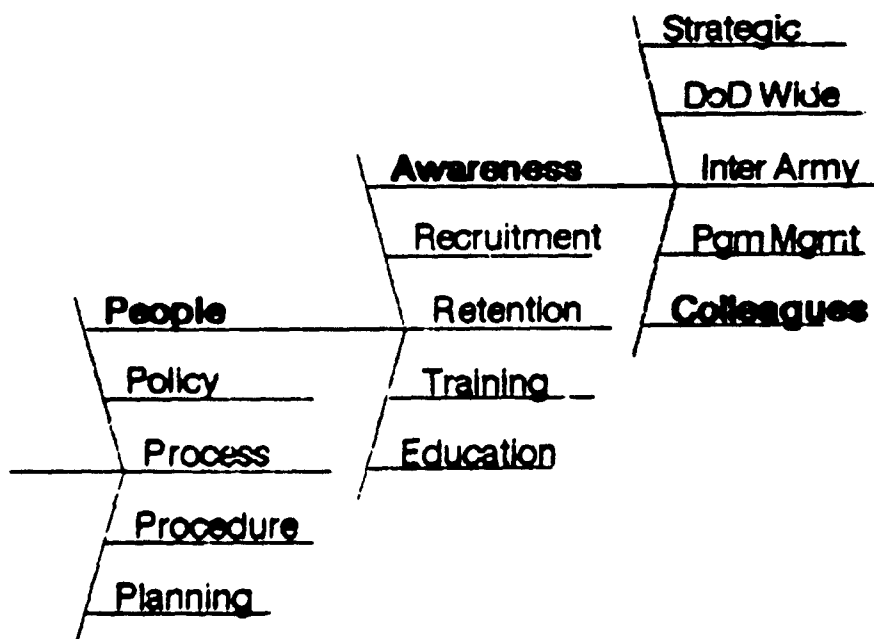 Strategic
DoD Wide
Inter Army
Pgm Mgmt
Colleagues
Awareness
Recruitment
Retention
Training
Education
People
Policy
Process
Procedure
Planning